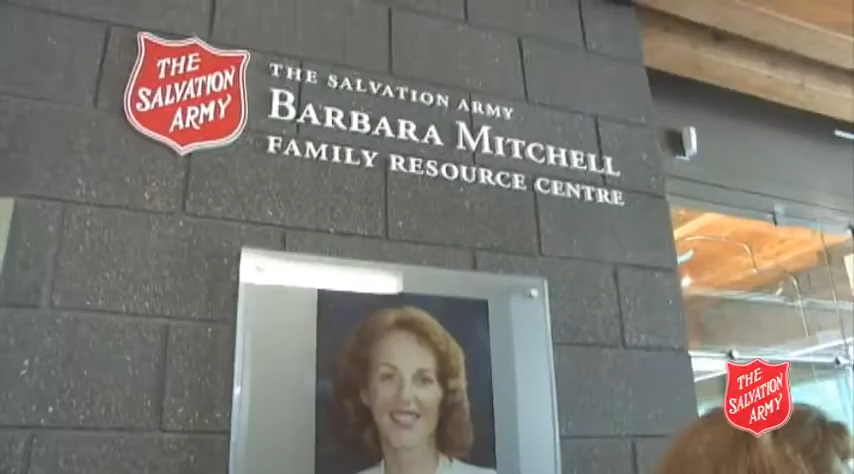 THE
SALVATION
ARMY
THE SALVATION ARMY
BARBARA MITCHELL
FAMILY RESOURCE CENTRE
THE
SALVATION
ARMY